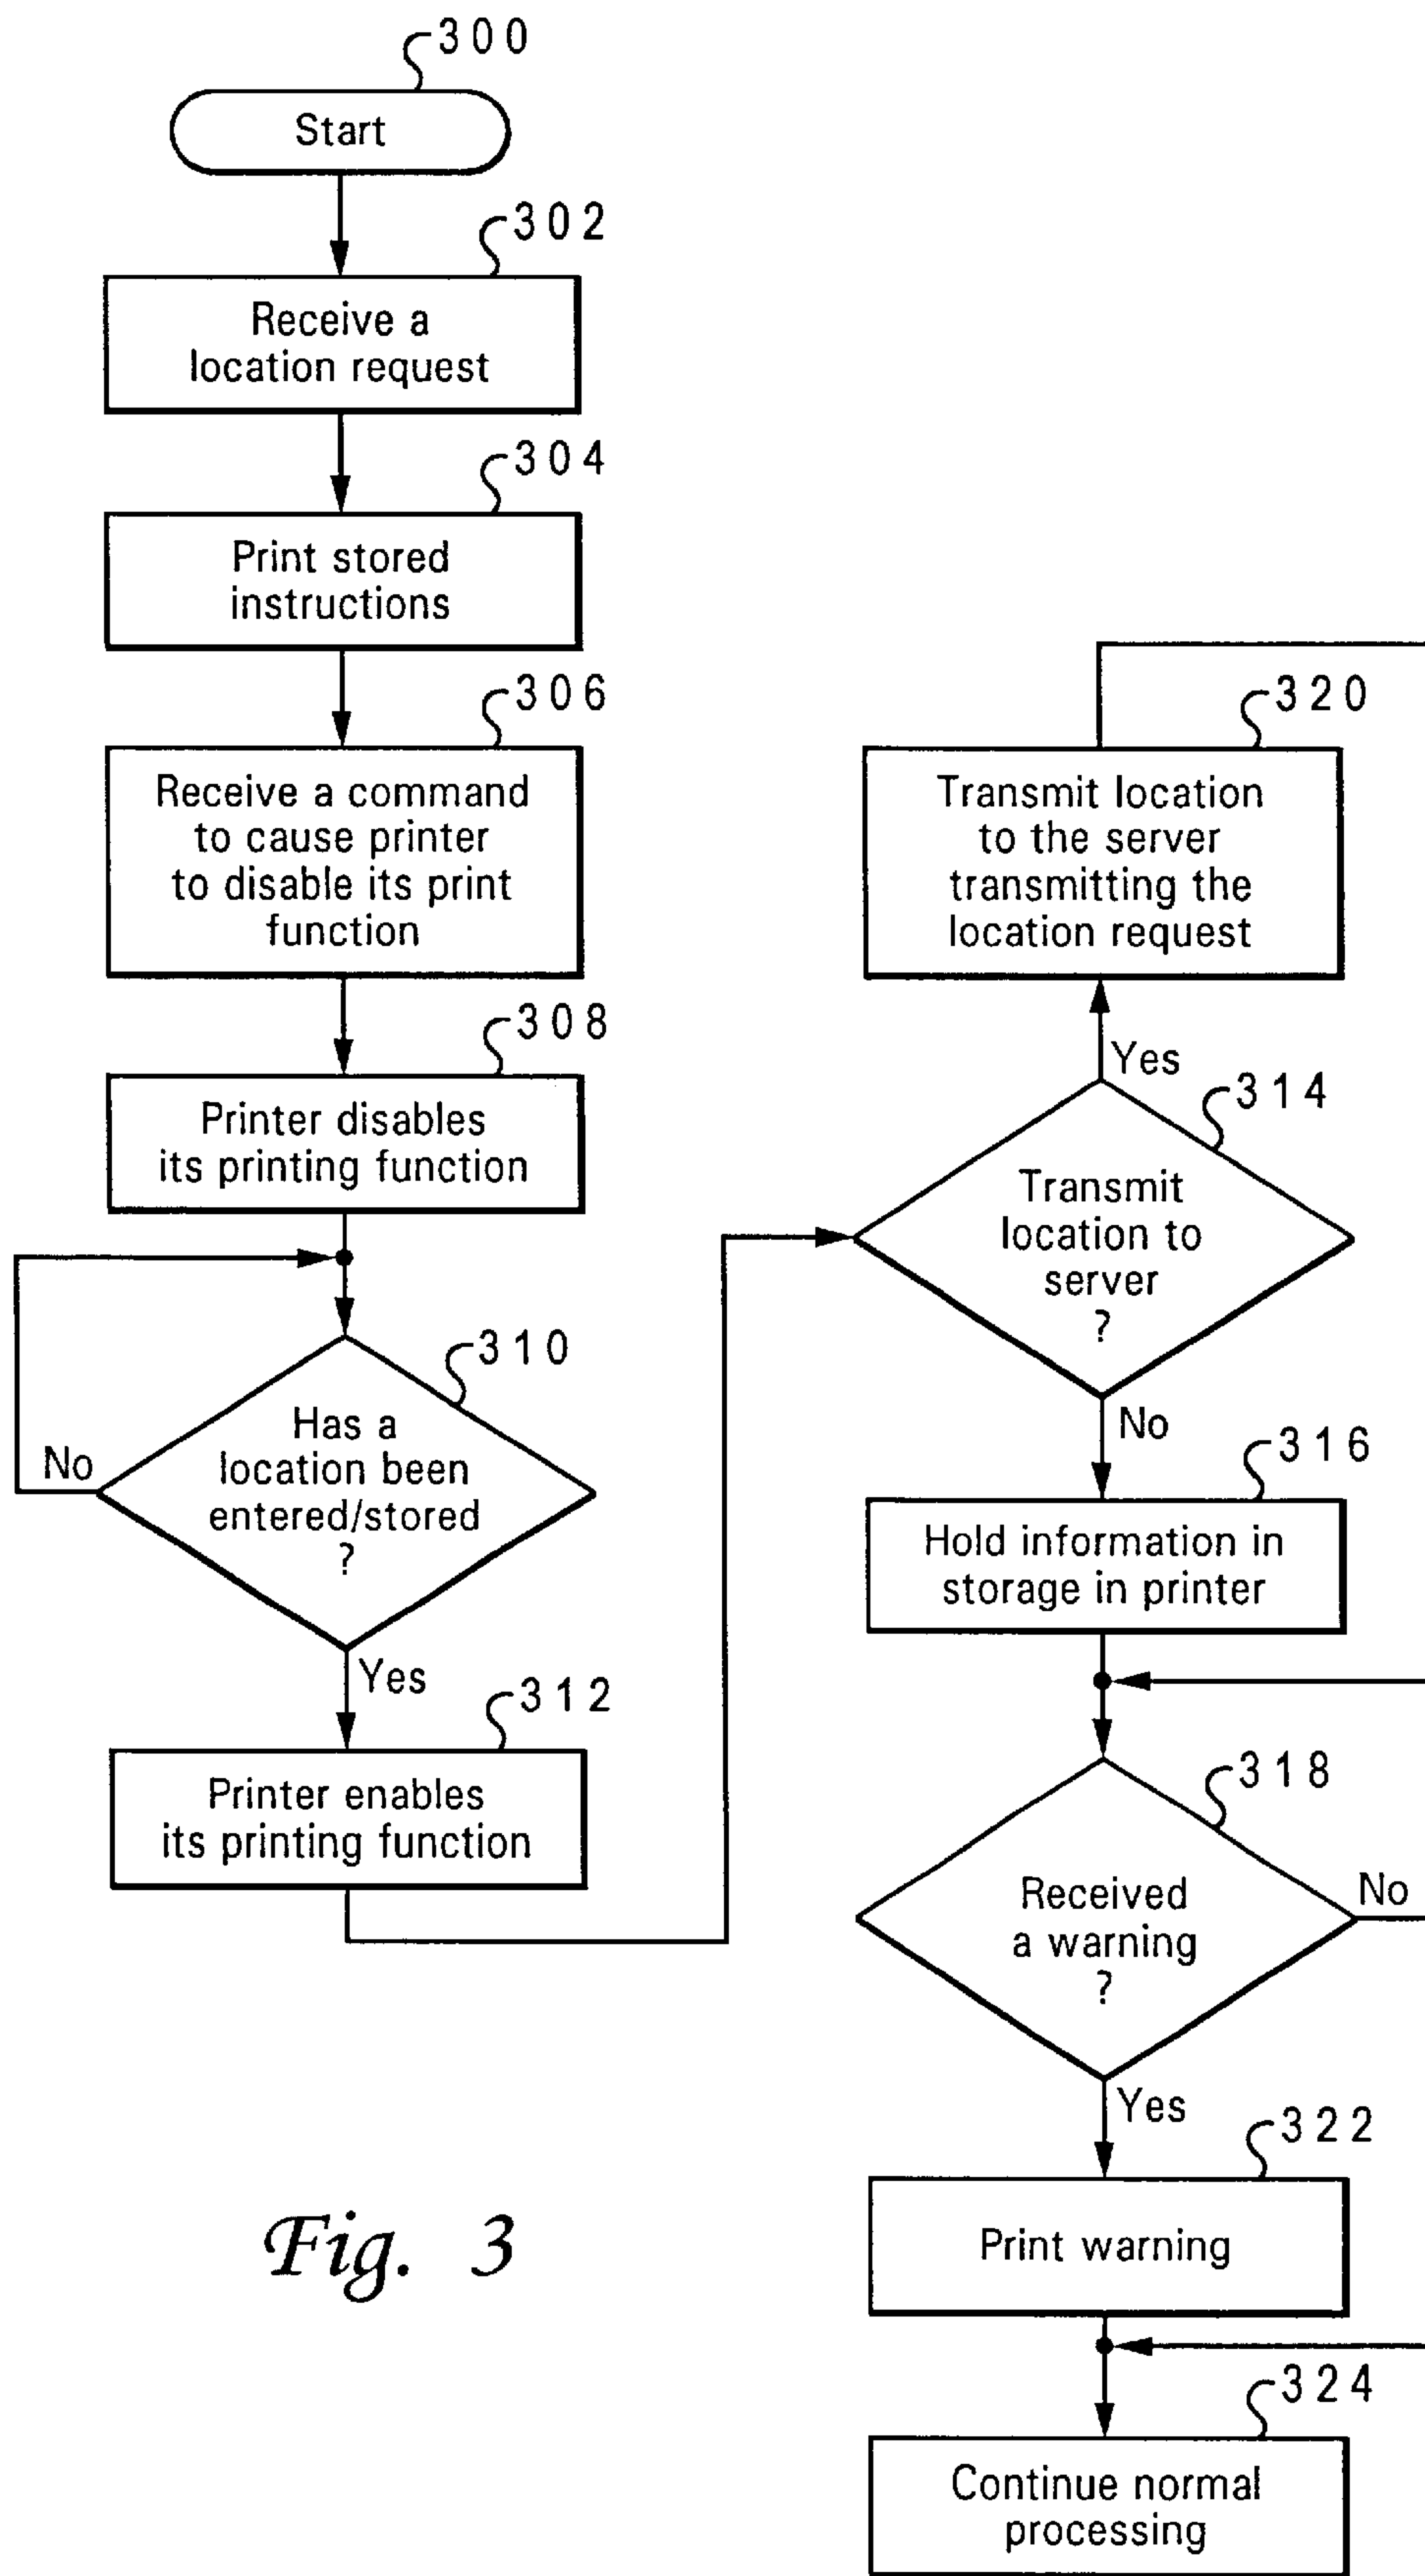 300
Start
302
Receive a
location request
304
Print stored
instructions
306
Receive a command
to cause printer
to disable its print
function
308
Printer disables
its printing function
310
Has a
location been
entered/stored
?
No
Yes
312
Printer enables
its printing function
320
Transmit location
to the server
transmitting the
location request
Yes
314
Transmit
location to
server
?
No
316
Hold information in
storage in printer
318
Received
a warning
?
No
Yes
322
Print warning
324
Continue normal
processing
Fig. 3